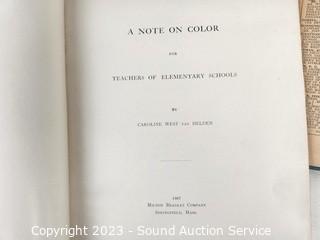 A NOTE ON COLOR
FOR
TEACHERS OF ELEMENTARY SCHOOLS
BY
CAROLINE WEST VAN HELDEN
1907
MILTON BRADLEY COMPANY
SPRINGFIELD, MASS.
Copyright 2023 - Sound Auction Service